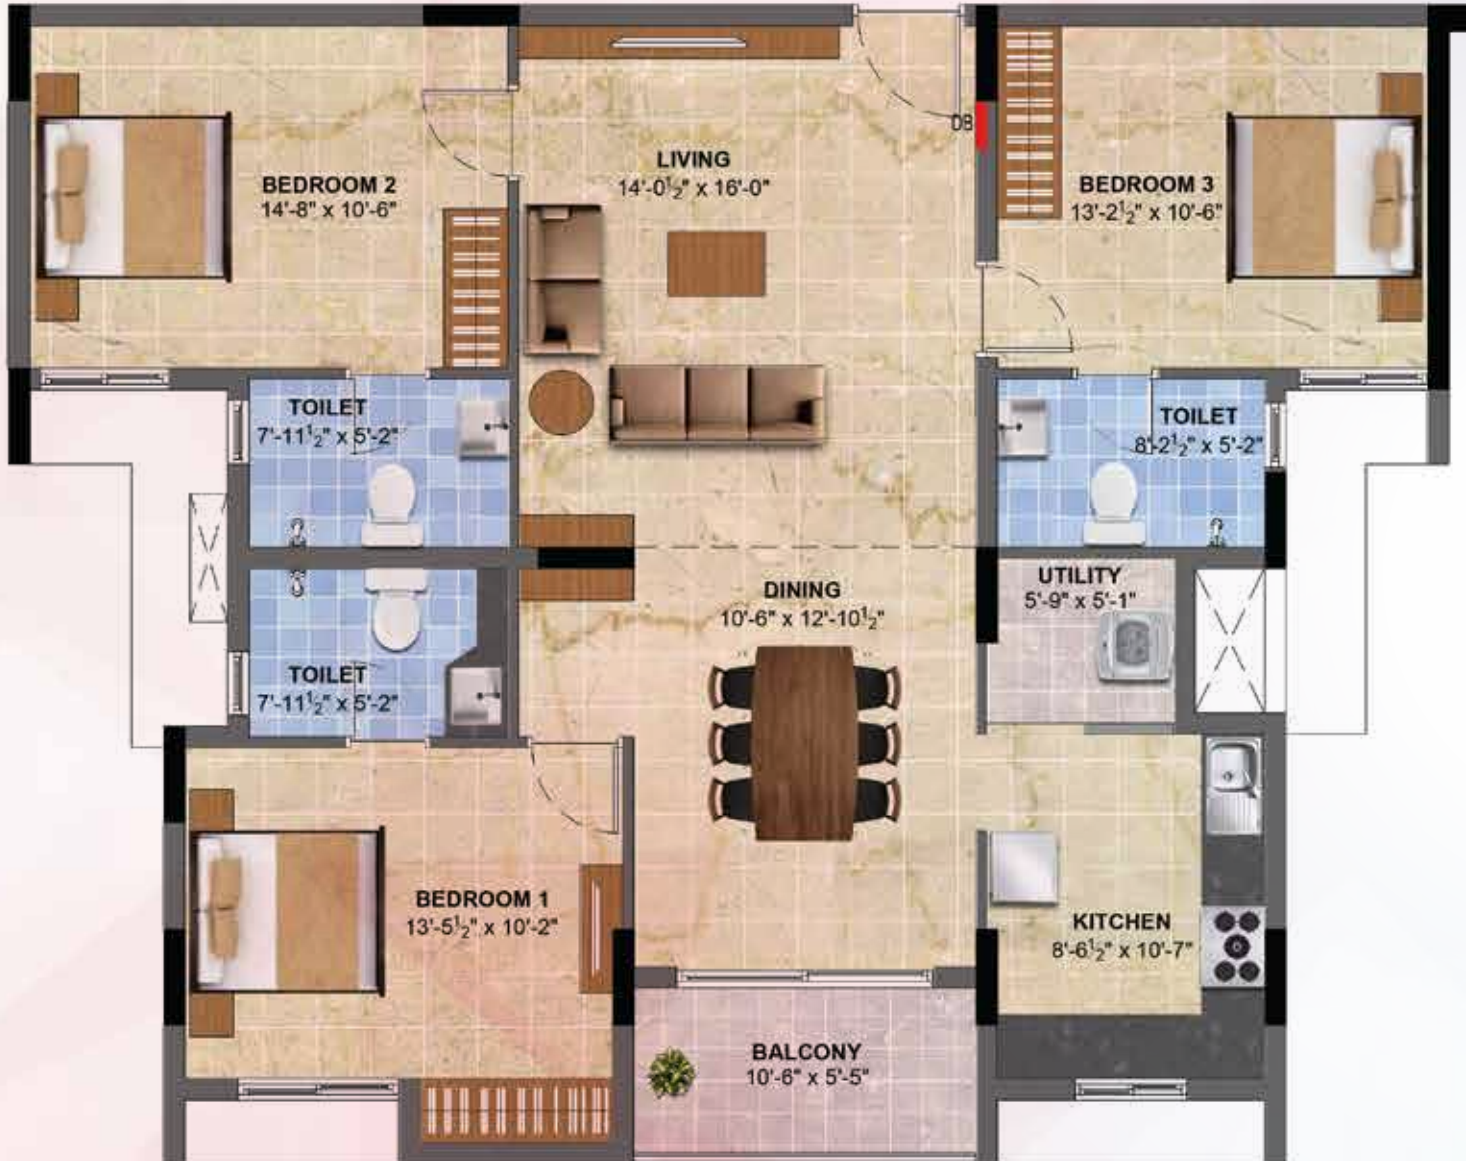 BEDROOM 2
14'-8" x 10'-6"
LIVING
14'-0½" x 16'-0"
DB
BEDROOM 3
13'-2½" x 10'-6"
TOILET
7'-11½" x 5'-2"
TOILET
8'-2½" x 5'-2"
DINING
10'-6" x 12'-10½"
UTILITY
5'-9" x 5'-1"
TOILET
7'-11½" x 5'-2"
BEDROOM 1
13'-5½" x 10'-2"
KITCHEN
8'-6½" x 10'-7"
BALCONY
10'-6" x 5'-5"